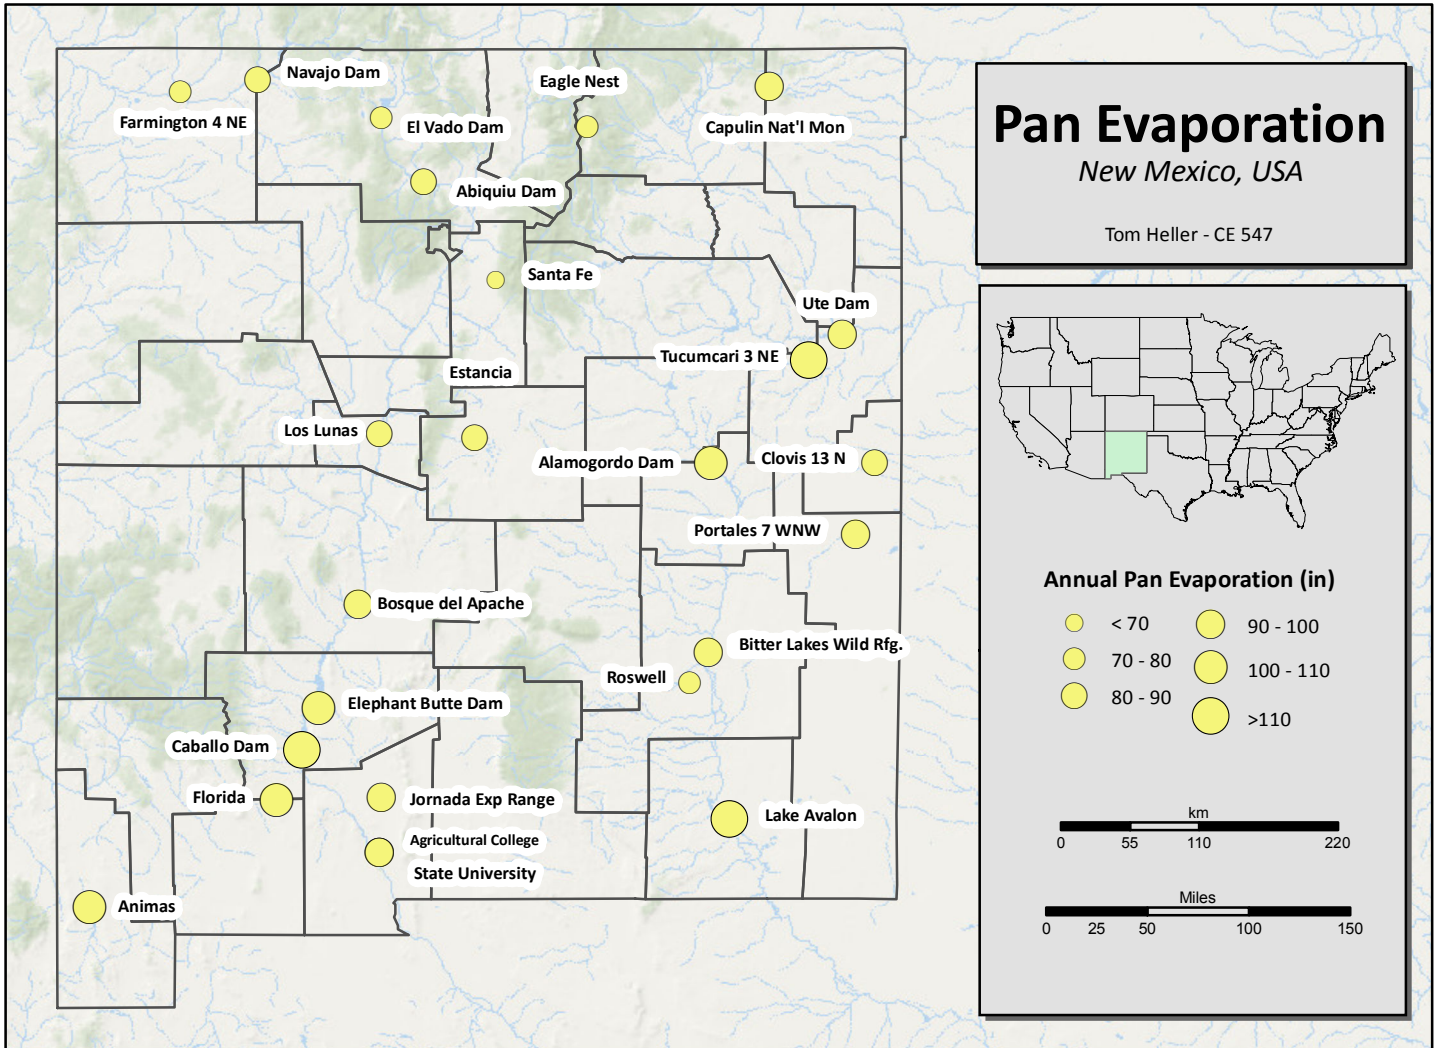 Navajo Dam
Farmington 4 NE
El Vado Dam
Abiquiu Dam
Eagle Nest
Capulin Nat'l Mon
Santa Fe
Ute Dam
Tucumcari 3 NE
Estancia
Los Lunas
Alamogordo Dam
Clovis 13 N
Portales 7 WNW
Bosque del Apache
Bitter Lakes Wild Rfg.
Roswell
Elephant Butte Dam
Caballo Dam
Florida
Jornada Exp Range
Agricultural College
State University
Lake Avalon
Animas
Pan Evaporation
New Mexico, USA
Tom Heller - CE 547
Annual Pan Evaporation (in)
< 70
70 - 80
80 - 90
90 - 100
100 - 110
>110
km
0 55 110 220
Miles
0 25 50 100 150